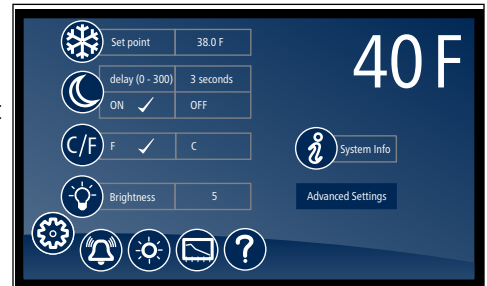 Set point 38.0 F
40 F
delay (0 - 300) 3 seconds
ON ✓ OFF
C/F F ✓ C
i System Info
Brightness 5
Advanced Settings
?